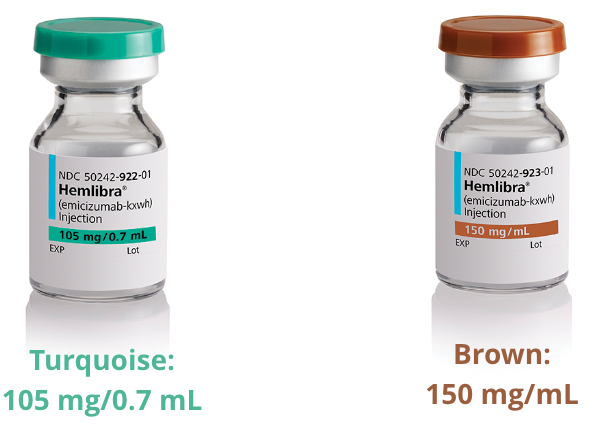 NDC 50242-922-01
Hemlibra®
(emicizumab-kxwh)
Injection
105 mg/0.7 mL
EXP Lot
Turquoise:
105 mg/0.7 mL
NDC 50242-923-01
Hemlibra®
(emicizumab-kxwh)
Injection
150 mg/mL
EXP Lot
Brown:
150 mg/mL